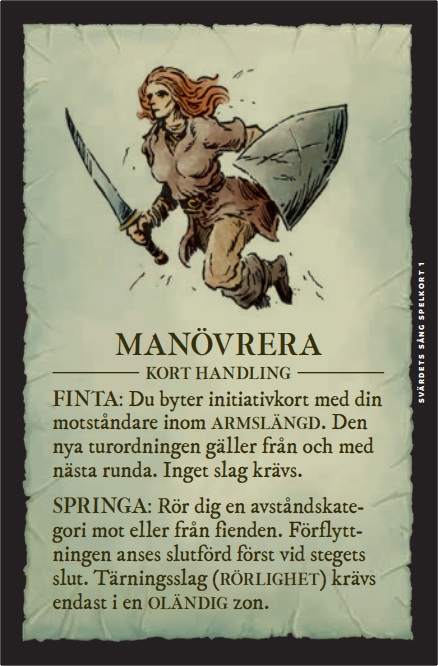 MANÖVRERA
KORT HANDLING
FINTA: Du byter initiativkort med din
motståndare inom ARMSLÄNGD. Den
nya turordningen gäller från och med
nästa runda. Inget slag krävs.
SPRINGA: Rör dig en avståndskate-
gori mot eller från fienden. Förflytt-
ningen anses slutförd först vid stegets
slut. Tärningsslag (RÖRLIGHET) krävs
endast i en OLÄNDIG zon.
SVÄRDETS SÅNG SPELKORT 1